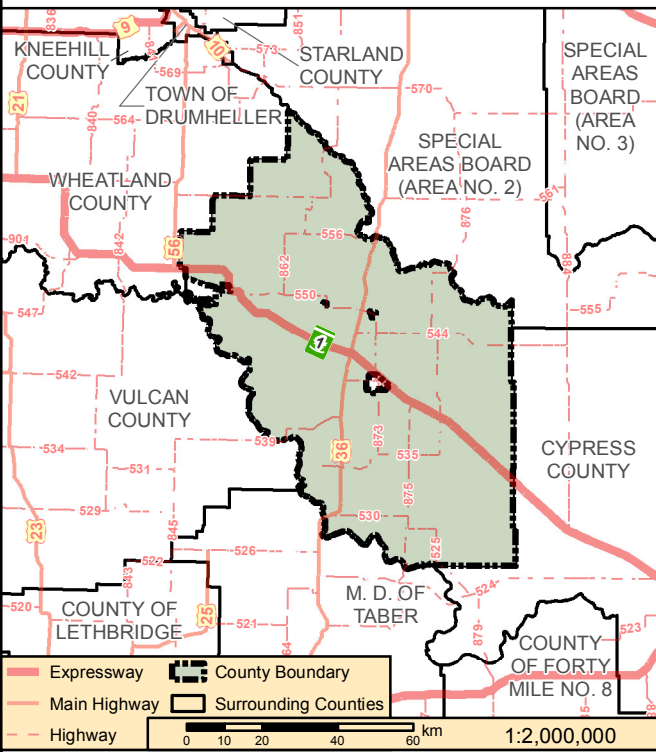 836
9
851
KNEEHILL
COUNTY
844
10
573
STARLAND
COUNTY
SPECIAL
AREAS
BOARD
(AREA
NO. 3)
569
21
TOWN OF
DRUMHELLER
570
840
564
SPECIAL
AREAS BOARD
(AREA NO. 2)
WHEATLAND
COUNTY
561
876
901
842
56
556
862
884
550
555
547
544
1
542
VULCAN
COUNTY
539
873
534
36
535
CYPRESS
COUNTY
531
875
529
530
23
845
526
525
522
843
524
M. D. OF
TABER
520
COUNTY OF
LETHBRIDGE
25
521
523
879
COUNTY
OF FORTY
MILE NO. 8
Expressway
County Boundary
Main Highway
Surrounding Counties
Highway
0 10 20 40 60 km
1:2,000,000